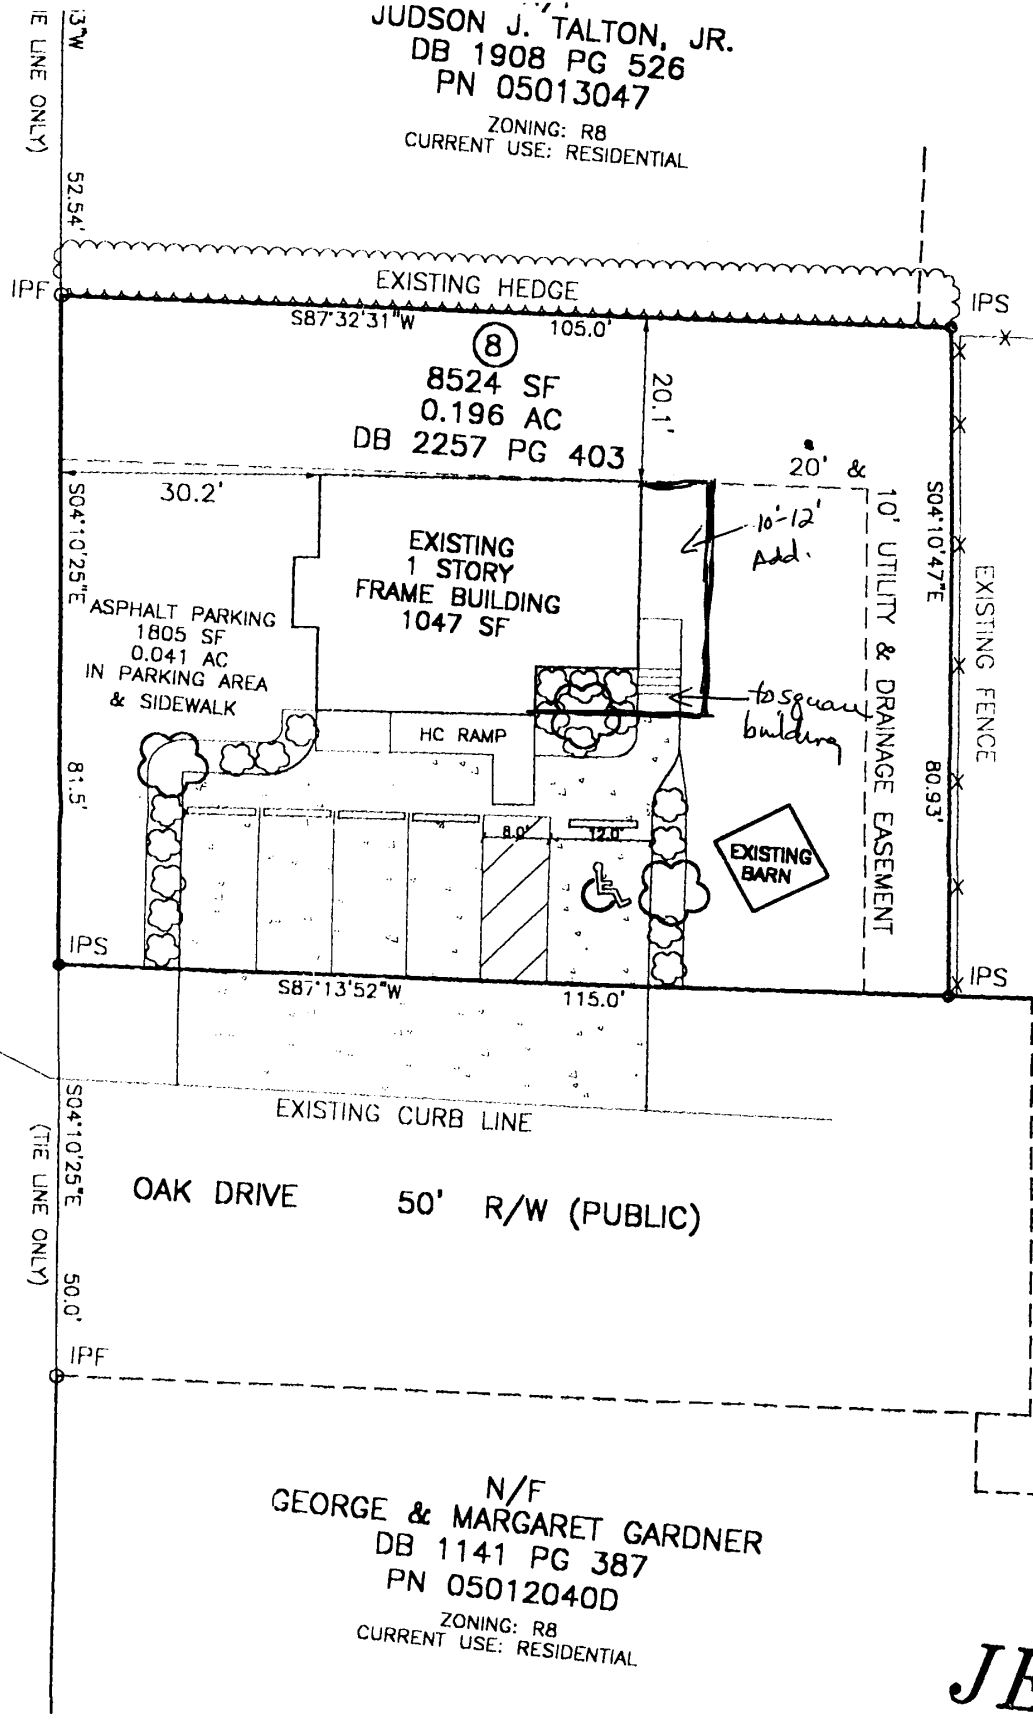 JUDSON J. TALTON, JR.
DB 1908 PG 526
PN 05013047
ZONING: R8
CURRENT USE: RESIDENTIAL
LINE ONLY)
52.54'
EXISTING HEDGE
IPF
IPS
S87°32'31"W
105.0'
8
8524 SF
0.196 AC
DB 2257 PG 403
20.1'
20' &
10' UTILITY & DRAINAGE EASEMENT
30.2'
S04°10'25"E
81.5'
S04°10'47"E
80.93'
EXISTING FENCE
10'-12'
Add.
EXISTING
1 STORY
FRAME BUILDING
1047 SF
ASPHALT PARKING
1805 SF
0.041 AC
IN PARKING AREA
& SIDEWALK
to square
building
HC RAMP
8.0'
12.0'
EXISTING
BARN
IPS
IPS
S87°13'52"W
115.0'
EXISTING CURB LINE
S04°10'25"E
50.0'
(TIE LINE ONLY)
OAK DRIVE 50' R/W (PUBLIC)
IPF
N/F
GEORGE & MARGARET GARDNER
DB 1141 PG 387
PN 05012040D
ZONING: R8
CURRENT USE: RESIDENTIAL